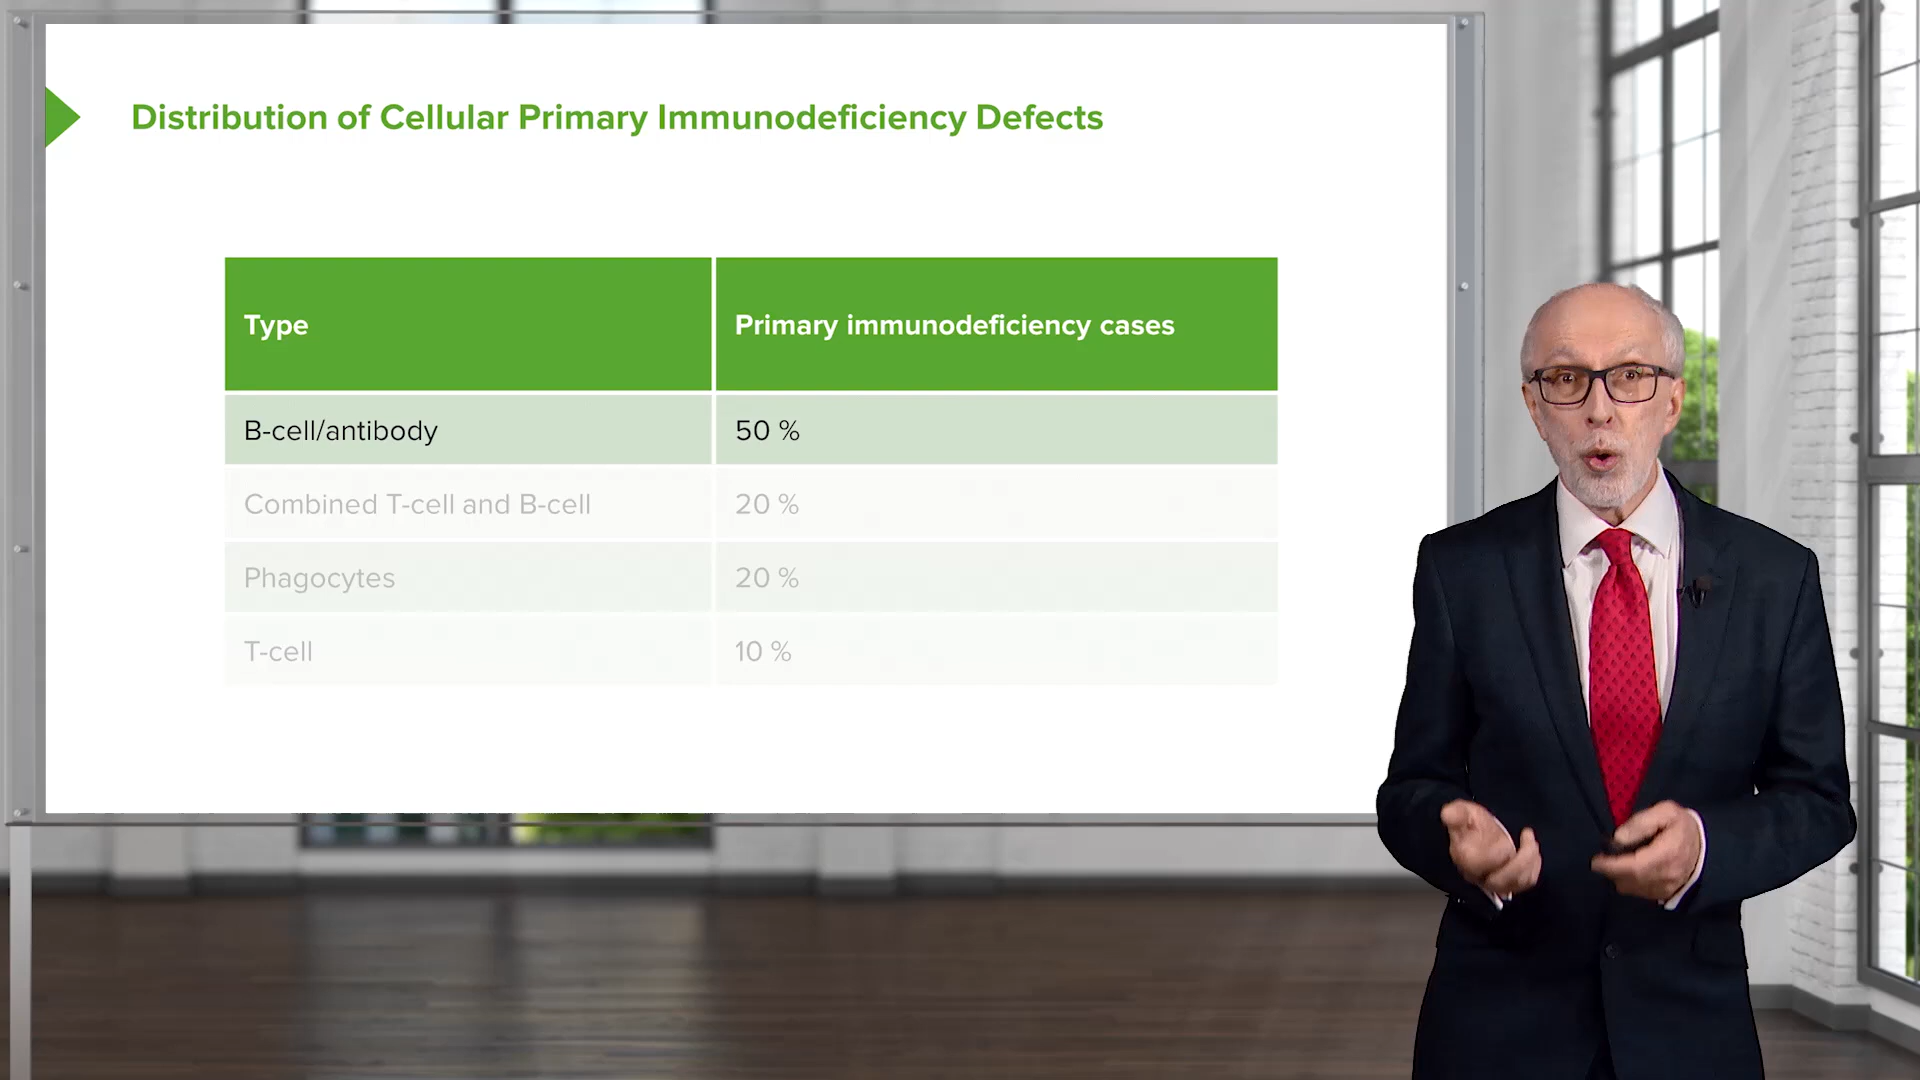 Distribution of Cellular Primary Immunodeficiency Defects
Type
Primary immunodeficiency cases
B-cell/antibody
50 %
Combined T-cell and B-cell
20 %
Phagocytes
20 %
T-cell
10 %